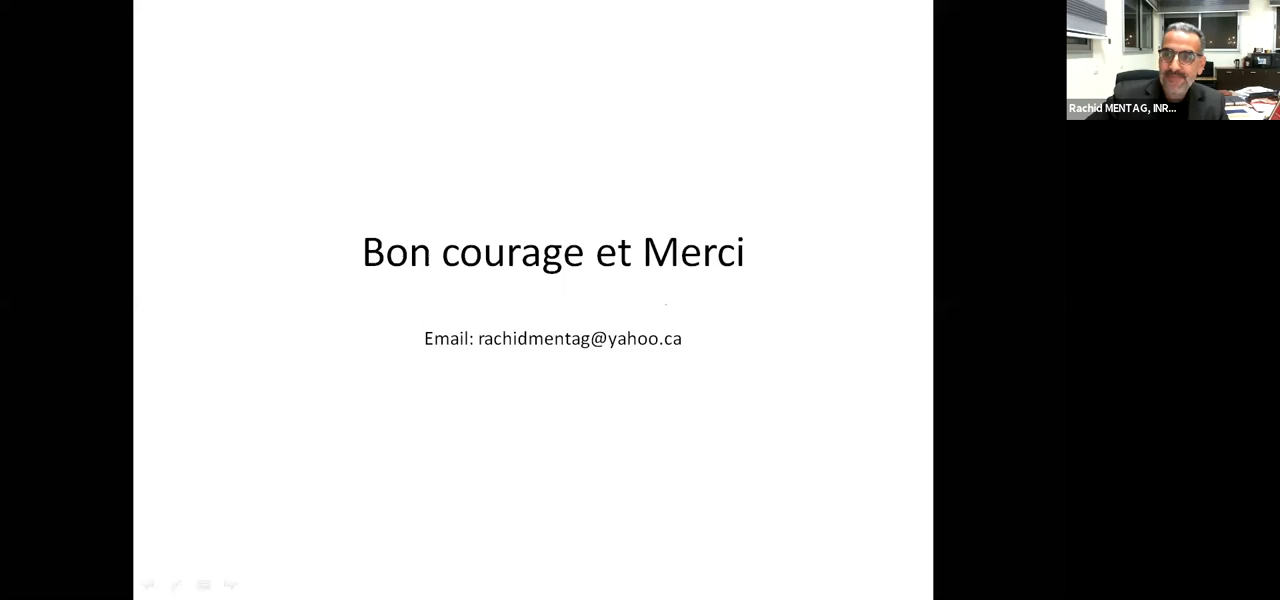 Bon courage et Merci
Email: rachidmentag@yahoo.ca
Rachid MENTAG, INR...